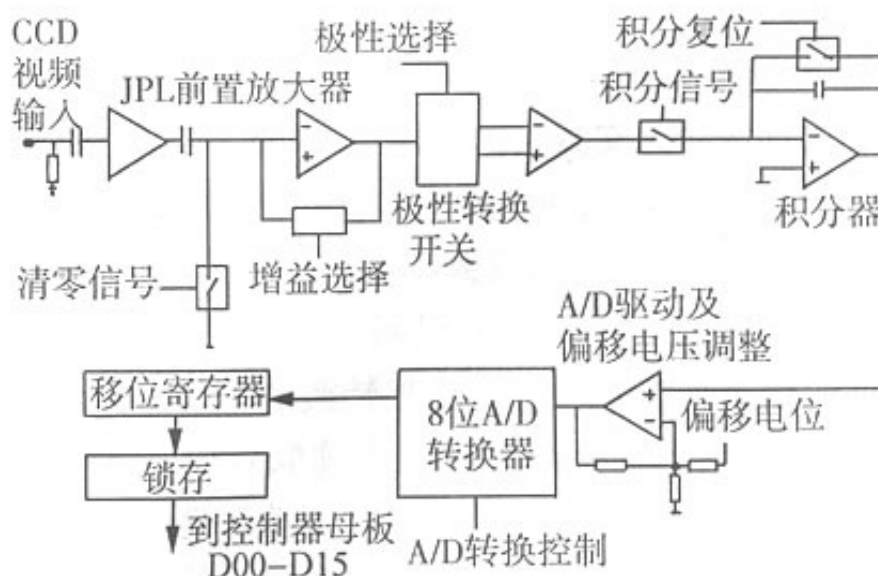 CCD
视频
输入
JPL前置放大器
极性选择
积分复位
积分信号
极性转换
开关
积分器
清零信号
增益选择
A/D驱动及
偏移电压调整
偏移电位
移位寄存器
8位A/D
转换器
锁存
到控制器母板
D00-D15
A/D转换控制